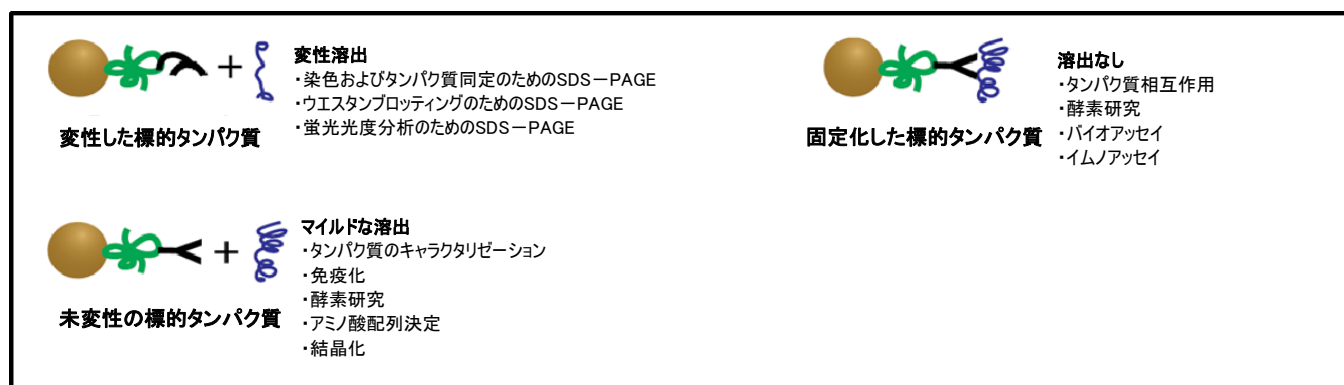 変性溶出
・染色およびタンパク質同定のためのSDS－PAGE
・ウエスタンブロッティングのためのSDS－PAGE
・蛍光光度分析のためのSDS－PAGE
変性した標的タンパク質
溶出なし
・タンパク質相互作用
・酵素研究
・バイオアッセイ
・イムノアッセイ
固定化した標的タンパク質
マイルドな溶出
・タンパク質のキャラクタリゼーション
・免疫化
・酵素研究
・アミノ酸配列決定
・結晶化
未変性の標的タンパク質